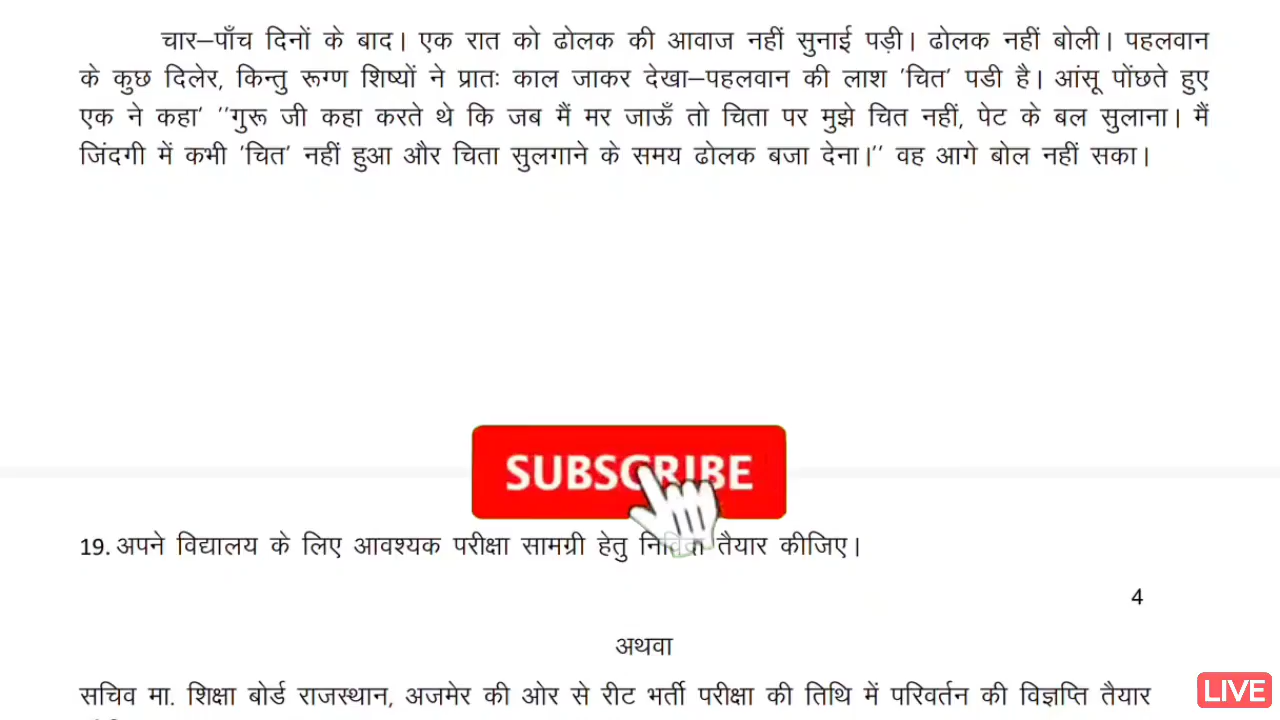 चार–पाँच दिनों के बाद। एक रात को ढोलक की आवाज नहीं सुनाई पड़ी। ढोलक नहीं बोली। पहलवान
के कुछ दिलेर, किन्तु रूग्ण शिष्यों ने प्रातः काल जाकर देखा–पहलवान की लाश 'चित' पडी है। आंसू पोंछते हुए
एक ने कहा' ''गुरू जी कहा करते थे कि जब मैं मर जाऊँ तो चिता पर मुझे चित नहीं, पेट के बल सुलाना। मैं
जिंदगी में कभी 'चित' नहीं हुआ और चिता सुलगाने के समय ढोलक बजा देना।'' वह आगे बोल नहीं सका।
SUBSCRIBE
19. अपने विद्यालय के लिए आवश्यक परीक्षा सामग्री हेतु तैयार कीजिए।
4
अथवा
सचिव मा. शिक्षा बोर्ड राजस्थान, अजमेर की ओर से रीट भर्ती परीक्षा की तिथि में परिवर्तन की विज्ञप्ति तैयार
LIVE